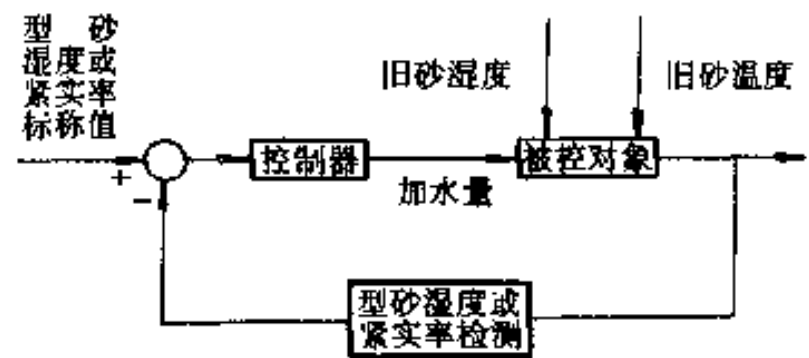 型 砂
湿度或
紧实率
标称值
旧砂湿度
旧砂温度
+
-
控制器
加水量
被控对象
型砂湿度或
紧实率检测